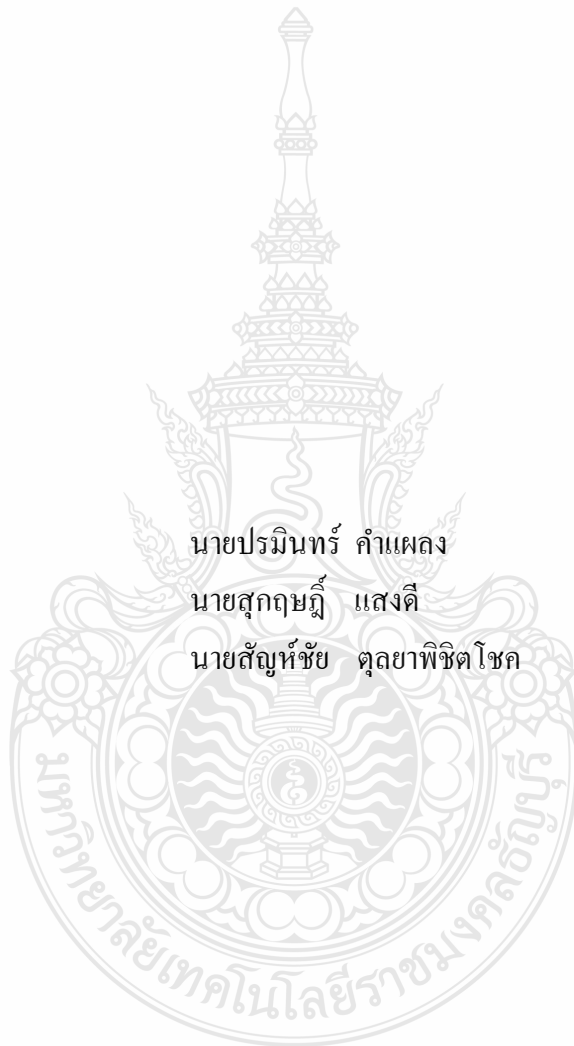 นายปรมินทร์ คำแผลง
นายสุกฤษฎิ์ แสงดี
นายสัญห์ชัย ตุลยาพิชิตโชค
มหาวิทยาลัยเทคโนโลยีราชมงคลธัญบุรี